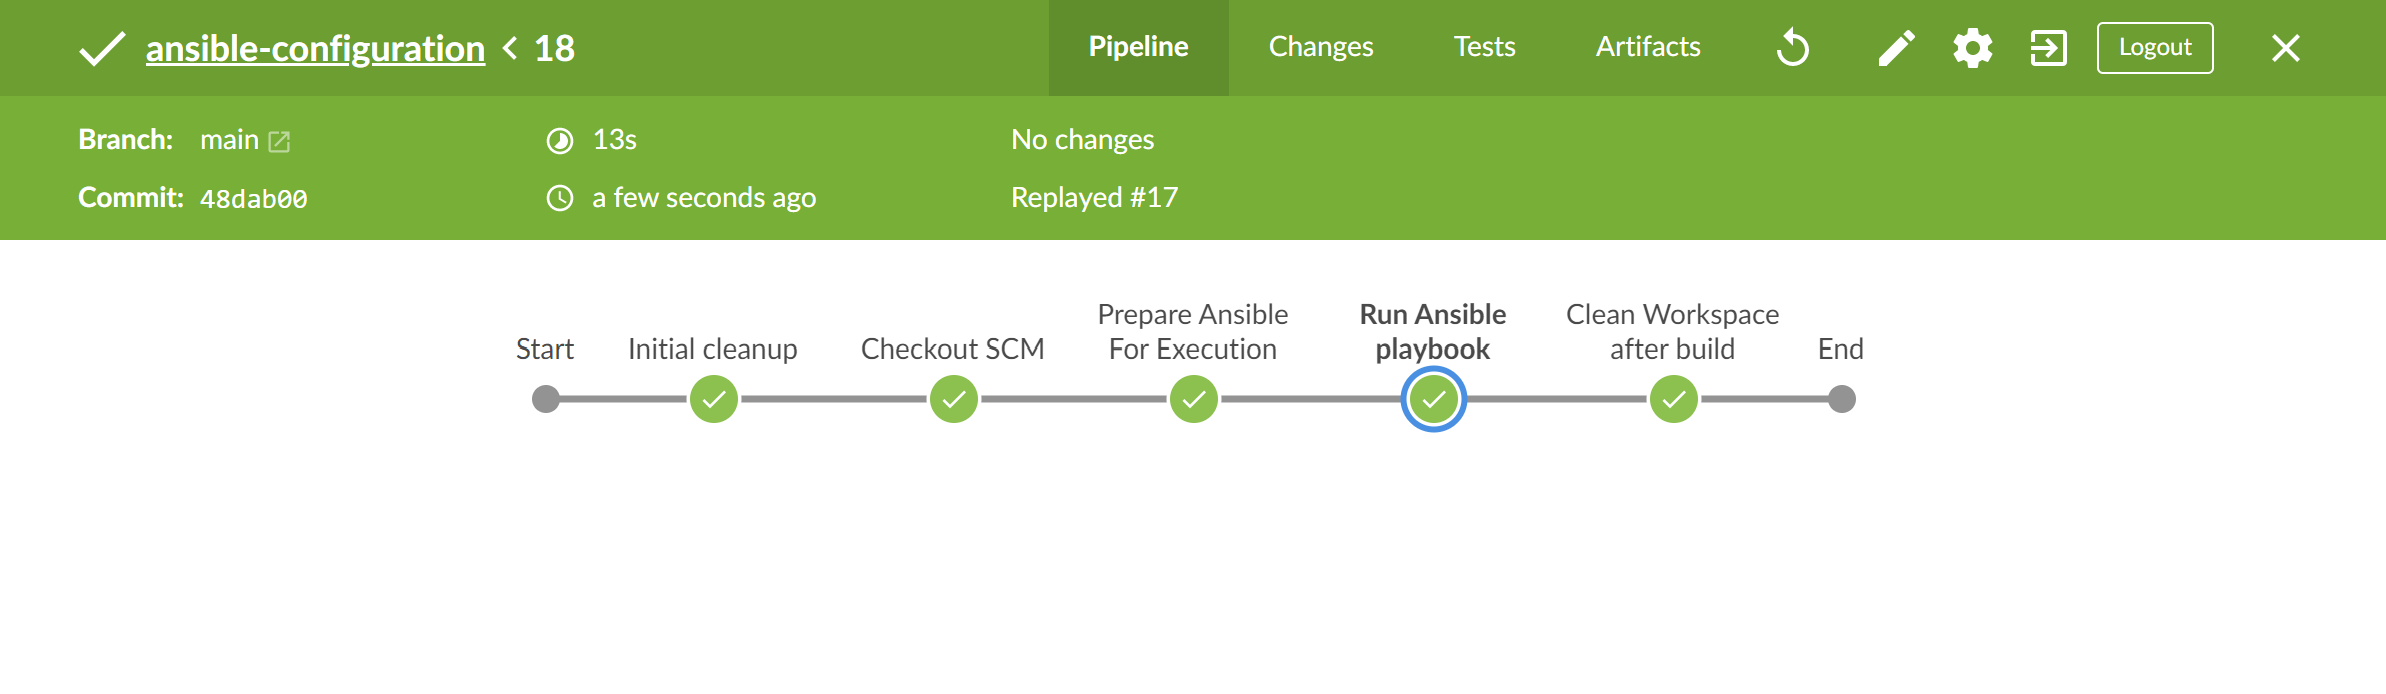 ansible-configuration < 18
Pipeline
Changes
Tests
Artifacts
Logout
Branch: main
13s
No changes
Commit: 48dab00
a few seconds ago
Replayed #17
Start
Initial cleanup
Checkout SCM
Prepare Ansible
For Execution
Run Ansible
playbook
Clean Workspace
after build
End